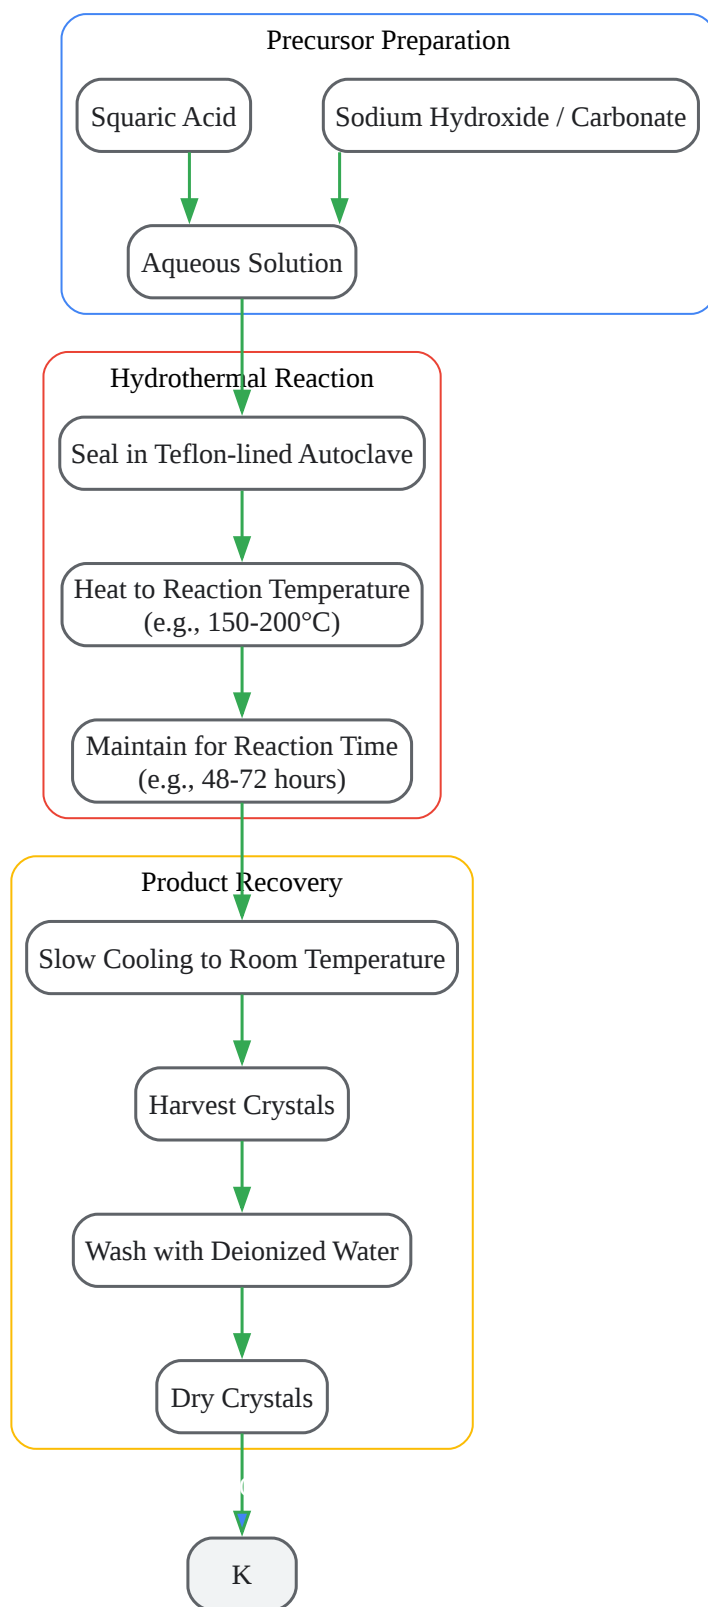 Precursor Preparation
Squaric Acid
Sodium Hydroxide / Carbonate
Aqueous Solution
Hydrothermal Reaction
Seal in Teflon-lined Autoclave
Heat to Reaction Temperature
(e.g., 150-200°C)
Maintain for Reaction Time
(e.g., 48-72 hours)
Product Recovery
Slow Cooling to Room Temperature
Harvest Crystals
Wash with Deionized Water
Dry Crystals
K